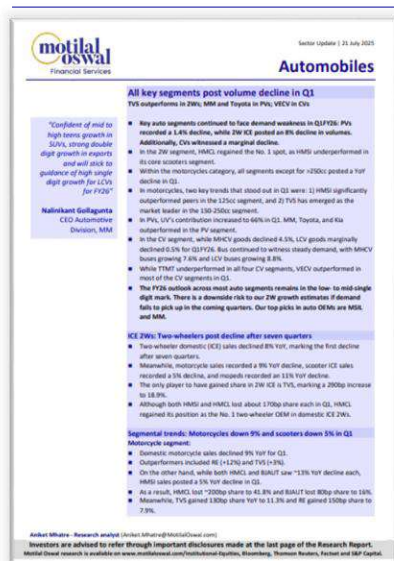 motilal oswal
Financial Services
Sector Update | 21 July 2025
Automobiles
All key segments post volume decline in Q1
TVS outperforms in 2Ws; MM and Toyota in PVs; VECV in CVs
"Confident of mid to
high teens growth in
SUVs, strong double
digit growth in exports
and will stick to
guidance of high single
digit growth for LCVs
for FY26"
Nalinikant Gollagunta
CEO Automotive
Division, MM
Key auto segments continued to face demand weakness in Q1FY26: PVs
recorded a 1.4% decline, while 2W ICE posted an 8% decline in volumes.
Additionally, CVs witnessed a marginal decline.
In the 2W segment, HMCL regained the No. 1 spot, as HMSI underperformed in
its core scooters segment.
Within the motorcycles category, all segments except for >250cc posted a YoY
decline in Q1.
In motorcycles, two key trends that stood out in Q1 were: 1) HMSI significantly
outperformed peers in the 125cc segment, and 2) TVS has emerged as the
market leader in the 150-250cc segment.
In PVs, UV's contribution increased to 66% in Q1. MM, Toyota, and Kia
outperformed in the PV segment.
In the CV segment, while MHCV goods declined 4.5%, LCV goods marginally
declined 0.5% for Q1FY26. Bus continued to witness steady demand, with MHCV
buses growing 7.6% and LCV buses growing 8.8%.
While TTMT underperformed in all four CV segments, VECV outperformed in
most of the CV segments in Q1.
The FY26 outlook across most auto segments remains in the low- to mid-single
digit mark. There is a downside risk to our 2W growth estimates if demand
fails to pick up in the coming quarters. Our top picks in auto OEMs are MSIL
and MM.
ICE 2Ws: Two-wheelers post decline after seven quarters
Two-wheeler domestic (ICE) sales declined 8% YoY, marking the first decline
after seven quarters.
Meanwhile, motorcycle sales recorded a 9% YoY decline, scooter ICE sales
recorded a 5% decline, and mopeds recorded an 11% YoY decline.
The only player to have gained share in 2W ICE is TVS, marking a 290bp increase
to 18.9%.
Although both HMSI and HMCL lost about 170bp share each in Q1, HMCL
regained its position as the No. 1 two-wheeler OEM in domestic ICE 2Ws.
Segmental trends: Motorcycles down 9% and scooters down 5% in Q1
Motorcycle segment:
Domestic motorcycle sales declined 9% YoY for Q1.
Outperformers included RE (+12%) and TVS (+3%).
On the other hand, while both HMCL and BJAUT saw ~13% YoY decline each,
HMSI sales posted a 5% YoY decline in Q1.
As a result, HMCL lost ~200bp share to 41.8% and BJAUT lost 80bp share to 16%.
Meanwhile, TVS gained 130bp YoY to 11.3% and RE gained 150bp share to
7.9%.
Aniket Mhatre - Research analyst (Aniket.Mhatre@MotilalOswal.com)
Investors are advised to refer through important disclosures made at the last page of the Research Report.
Motilal Oswal research is available on www.motilaloswal.com/Institutional-Equities, Bloomberg, Thomson Reuters, Factset and S&P Capital.